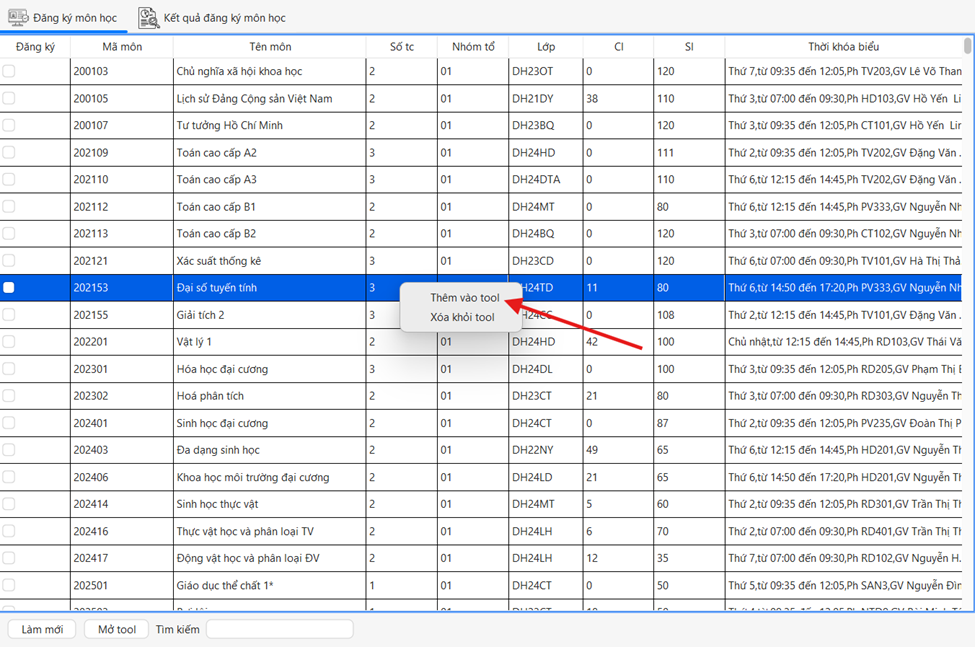 Đăng ký môn học Kết quả đăng ký môn học
Đăng ký Mã môn Tên môn Số tc Nhóm tổ Lớp Cl Sl Thời khóa biểu
200103 Chủ nghĩa xã hội khoa học 2 01 DH23OT 0 120 Thứ 7,từ 09:35 đến 12:05,Ph TV203,GV Lê Võ Than
200105 Lịch sử Đảng Cộng sản Việt Nam 2 01 DH21DY 38 110 Thứ 3,từ 07:00 đến 09:30,Ph HD103,GV Hồ Yến Li
200107 Tư tưởng Hồ Chí Minh 2 01 DH23BQ 0 120 Thứ 3,từ 09:35 đến 12:05,Ph CT101,GV Hồ Yến Lin
202109 Toán cao cấp A2 3 01 DH24HD 0 111 Thứ 2,từ 09:35 đến 12:05,Ph TV202,GV Đặng Văn .
202110 Toán cao cấp A3 3 01 DH24DTA 0 110 Thứ 6,từ 12:15 đến 14:45,Ph TV202,GV Đặng Văn .
202112 Toán cao cấp B1 2 01 DH24MT 0 80 Thứ 6,từ 12:15 đến 14:45,Ph PV333,GV Nguyễn Nh
202113 Toán cao cấp B2 2 01 DH24BQ 0 120 Thứ 3,từ 07:00 đến 09:30,Ph CT102,GV Nguyễn Nh
202121 Xác suất thống kê 3 01 DH23CD 0 120 Thứ 6,từ 07:00 đến 09:30,Ph TV101,GV Hà Thị Thả
202153 Đại số tuyến tính 3 H24TD 11 80 Thứ 6,từ 14:50 đến 17:20,Ph PV333,GV Nguyễn Nh
Thêm vào tool
Xóa khỏi tool
202155 Giải tích 2 3 0 108 Thứ 2,từ 12:15 đến 14:45,Ph TV101,GV Đặng Văn .
202201 Vật lý 1 2 01 DH24HD 42 100 Chủ nhật,từ 12:15 đến 14:45,Ph RD103,GV Thái Vă
202301 Hóa học đại cương 3 01 DH24DL 0 100 Thứ 3,từ 09:35 đến 12:05,Ph RD205,GV Phạm Thị
202302 Hoá phân tích 2 01 DH23CT 21 80 Thứ 3,từ 07:00 đến 09:30,Ph RD303,GV Nguyễn Th
202401 Sinh học đại cương 2 01 DH24CT 0 87 Thứ 2,từ 09:35 đến 12:05,Ph PV235,GV Đoàn Thị P
202403 Đa dạng sinh học 2 01 DH22NY 49 65 Thứ 6,từ 12:15 đến 14:45,Ph HD201,GV Nguyễn Th
202406 Khoa học môi trường đại cương 2 01 DH24LD 21 65 Thứ 6,từ 14:50 đến 17:20,Ph HD201,GV Nguyễn Th
202414 Sinh học thực vật 2 01 DH24MT 5 60 Thứ 2,từ 09:35 đến 12:05,Ph RD301,GV Trần Thị Th
202416 Thực vật học và phân loại TV 2 01 DH24LH 6 70 Thứ 2,từ 07:00 đến 09:30,Ph RD401,GV Trần Thị Th
202417 Động vật học và phân loại ĐV 2 01 DH24LH 12 35 Thứ 7,từ 07:00 đến 09:30,Ph RD102,GV Nguyễn H.
202501 Giáo dục thể chất 1* 1 01 DH24CT 0 50 Thứ 5,từ 09:35 đến 12:05,Ph SAN3,GV Nguyễn Đìn
Làm mới Mở tool Tìm kiếm